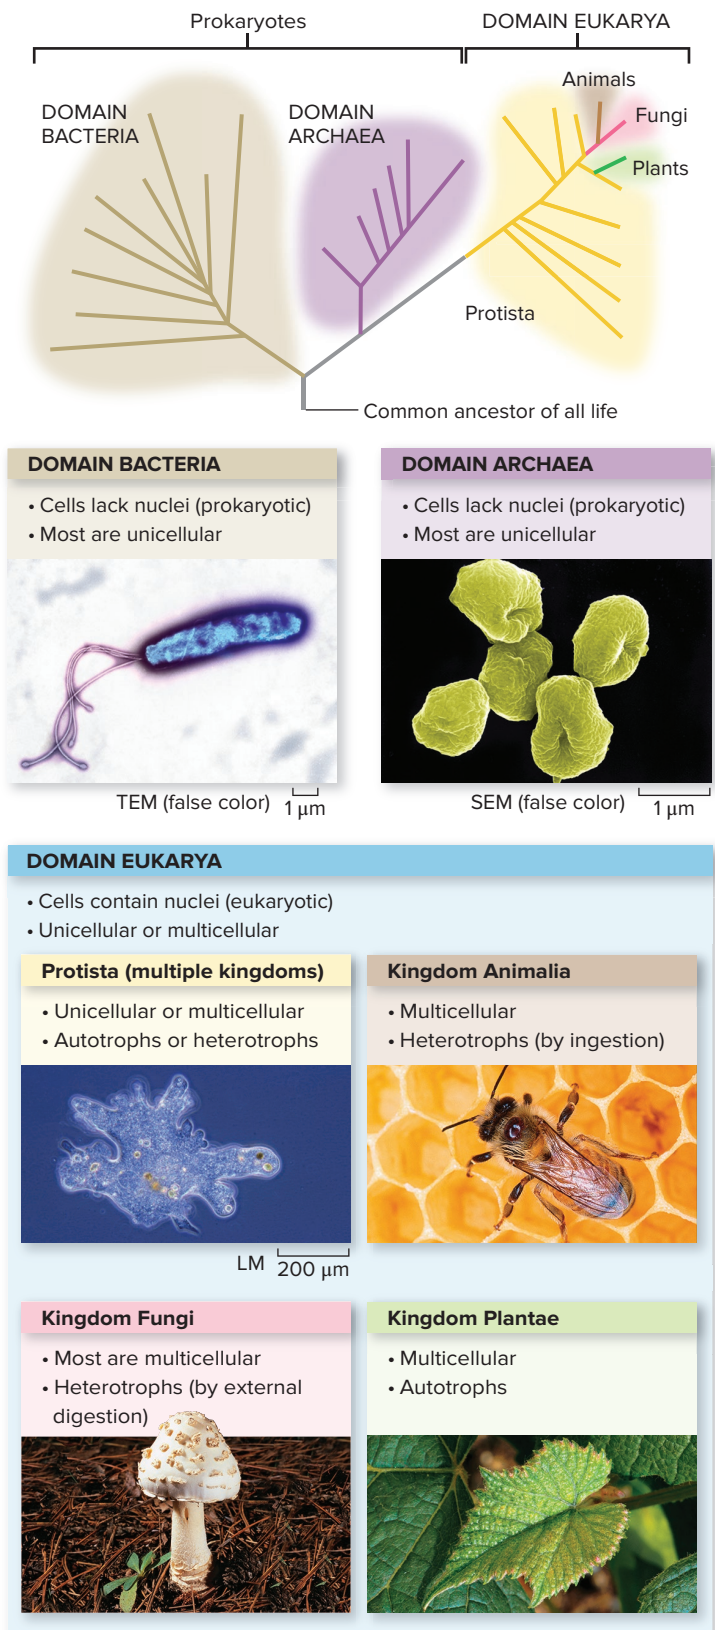 Prokaryotes
DOMAIN EUKARYA
DOMAIN
BACTERIA
DOMAIN
ARCHAEA
Animals
Fungi
Plants
Protista
Common ancestor of all life
DOMAIN BACTERIA
• Cells lack nuclei (prokaryotic)
• Most are unicellular
TEM (false color)
1 μm
DOMAIN ARCHAEA
• Cells lack nuclei (prokaryotic)
• Most are unicellular
SEM (false color)
1 μm
DOMAIN EUKARYA
• Cells contain nuclei (eukaryotic)
• Unicellular or multicellular
Protista (multiple kingdoms)
• Unicellular or multicellular
• Autotrophs or heterotrophs
LM
200 μm
Kingdom Animalia
• Multicellular
• Heterotrophs (by ingestion)
Kingdom Fungi
• Most are multicellular
• Heterotrophs (by external
digestion)
Kingdom Plantae
• Multicellular
• Autotrophs